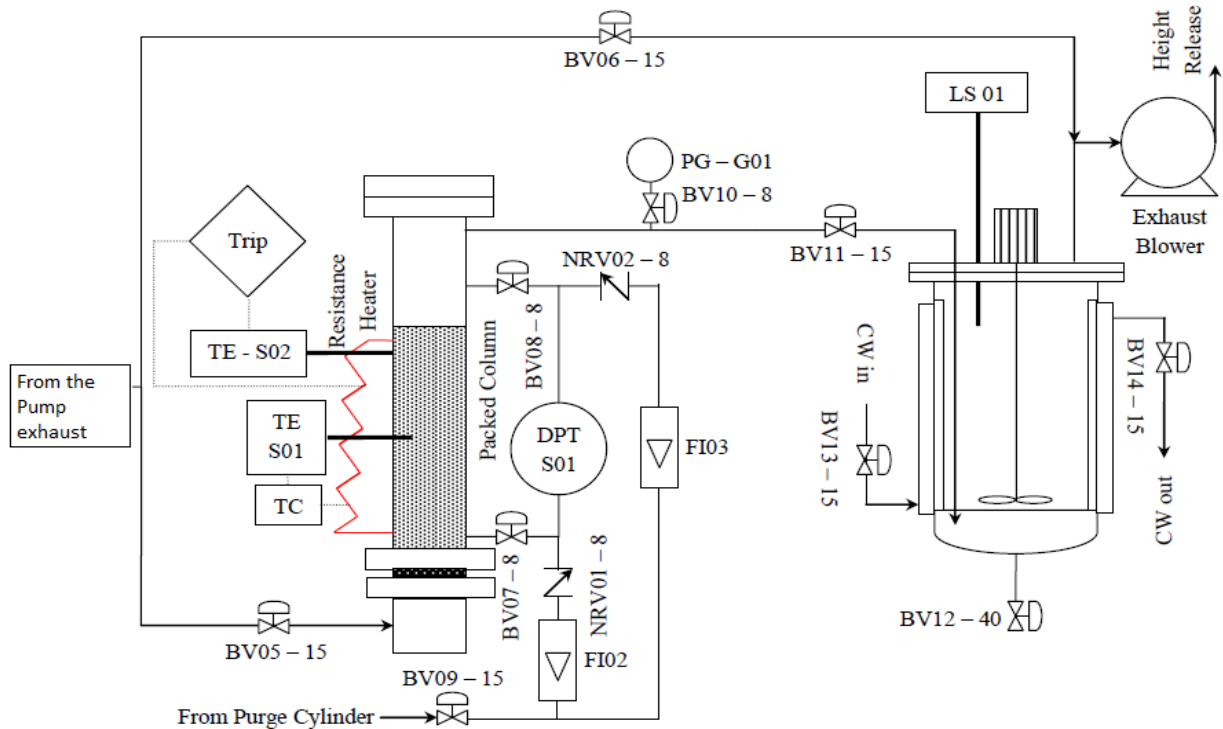 BV06 – 15
Height
Release
LS 01
PG – G01
BV10 – 8
Exhaust
Blower
Trip
BV11 – 15
NRV02 – 8
Resistance
Heater
TE - S02
BV08 – 8
CW in
BV14 – 15
From the
Pump
exhaust
Packed Column
TE
S01
DPT
S01
FI03
BV13 – 15
TC
CW out
BV07 – 8
NRV01 – 8
BV12 – 40
BV05 – 15
FI02
BV09 – 15
From Purge Cylinder